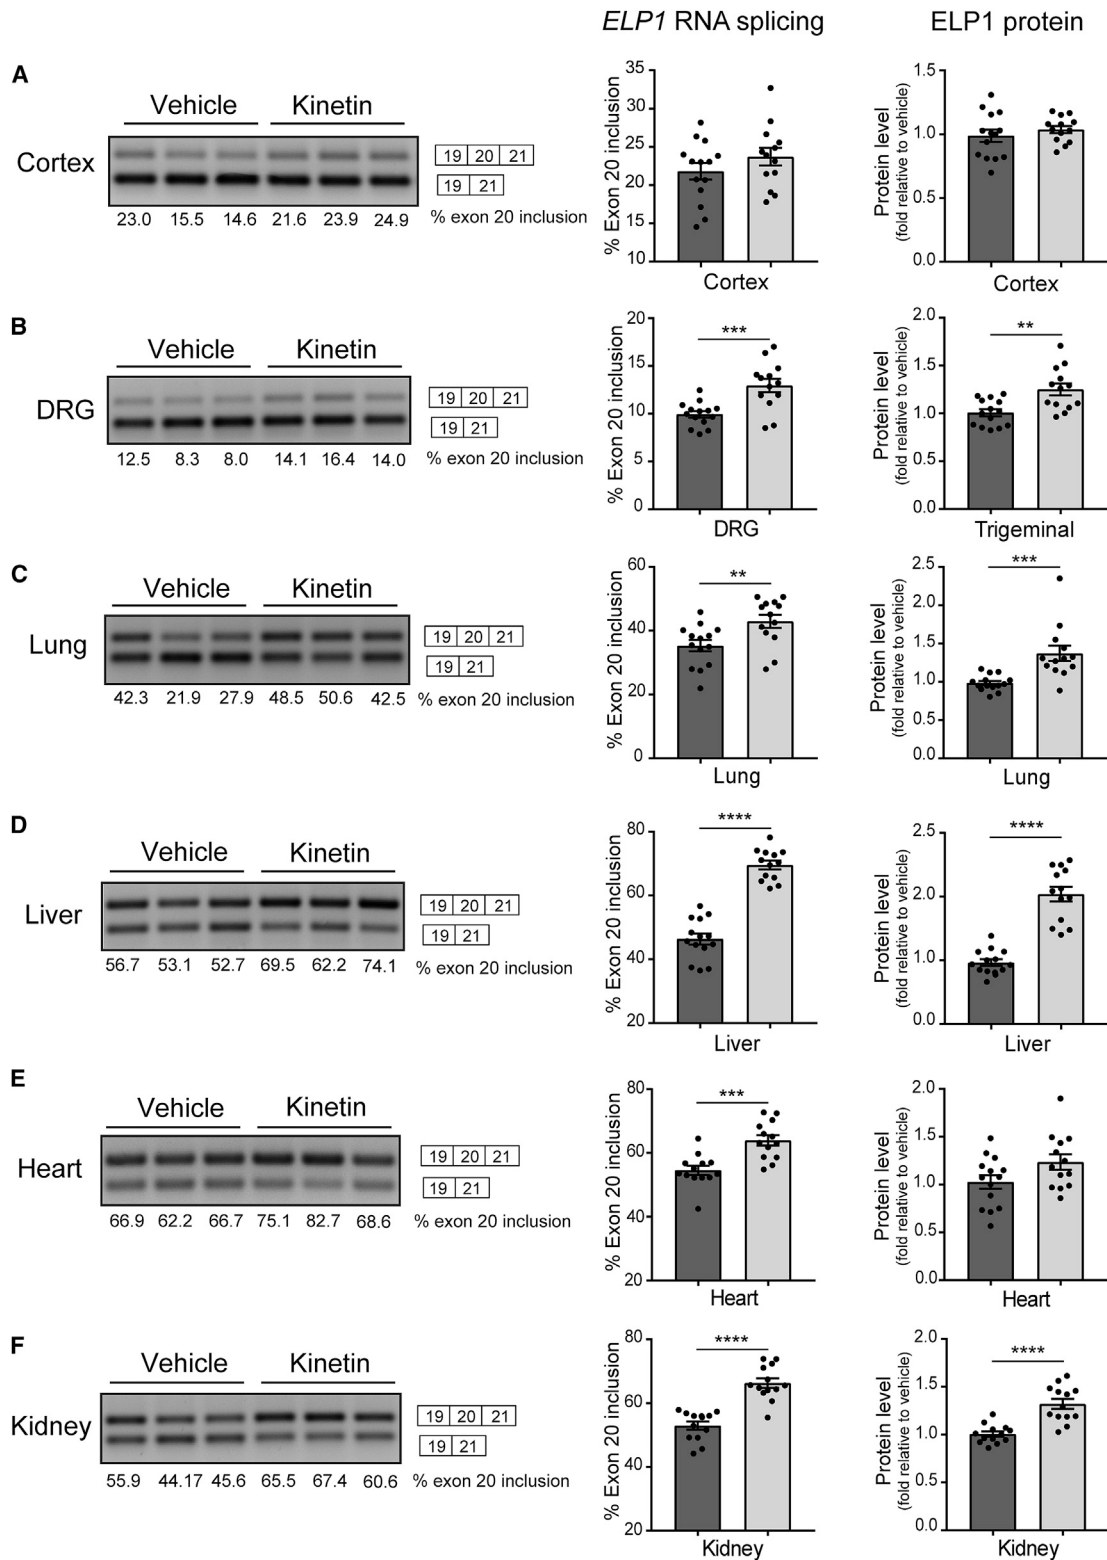 ELP1 RNA splicing
ELP1 protein
A
Vehicle Kinetin
Cortex
19 20 21
19 21
23.0 15.5 14.6 21.6 23.9 24.9 % exon 20 inclusion
% Exon 20 inclusion
35
30
25
20
15
10
Cortex
Protein level
(fold relative to vehicle)
1.5
1.0
0.5
0.0
Cortex
B
Vehicle Kinetin
DRG
19 20 21
19 21
12.5 8.3 8.0 14.1 16.4 14.0 % exon 20 inclusion
% Exon 20 inclusion
20
15
10
5
0
***
DRG
Protein level
(fold relative to vehicle)
2.0
1.5
1.0
0.5
0.0
**
Trigeminal
C
Vehicle Kinetin
Lung
19 20 21
19 21
42.3 21.9 27.9 48.5 50.6 42.5 % exon 20 inclusion
% Exon 20 inclusion
60
40
20
0
**
Lung
Protein level
(fold relative to vehicle)
2.5
2.0
1.5
1.0
0.5
0.0
***
Lung
D
Vehicle Kinetin
Liver
19 20 21
19 21
56.7 53.1 52.7 69.5 62.2 74.1 % exon 20 inclusion
% Exon 20 inclusion
80
60
40
20
****
Liver
Protein level
(fold relative to vehicle)
2.5
2.0
1.0
0.0
****
Liver
E
Vehicle Kinetin
Heart
19 20 21
19 21
66.9 62.2 66.7 75.1 82.7 68.6 % exon 20 inclusion
% Exon 20 inclusion
80
60
40
20
***
Heart
Protein level
(fold relative to vehicle)
2.0
1.5
1.0
0.5
0.0
Heart
F
Vehicle Kinetin
Kidney
19 20 21
19 21
55.9 44.17 45.6 65.5 67.4 60.6 % exon 20 inclusion
% Exon 20 inclusion
80
60
40
20
****
Kidney
Protein level
(fold relative to vehicle)
2.0
1.5
1.0
0.5
0.0
****
Kidney